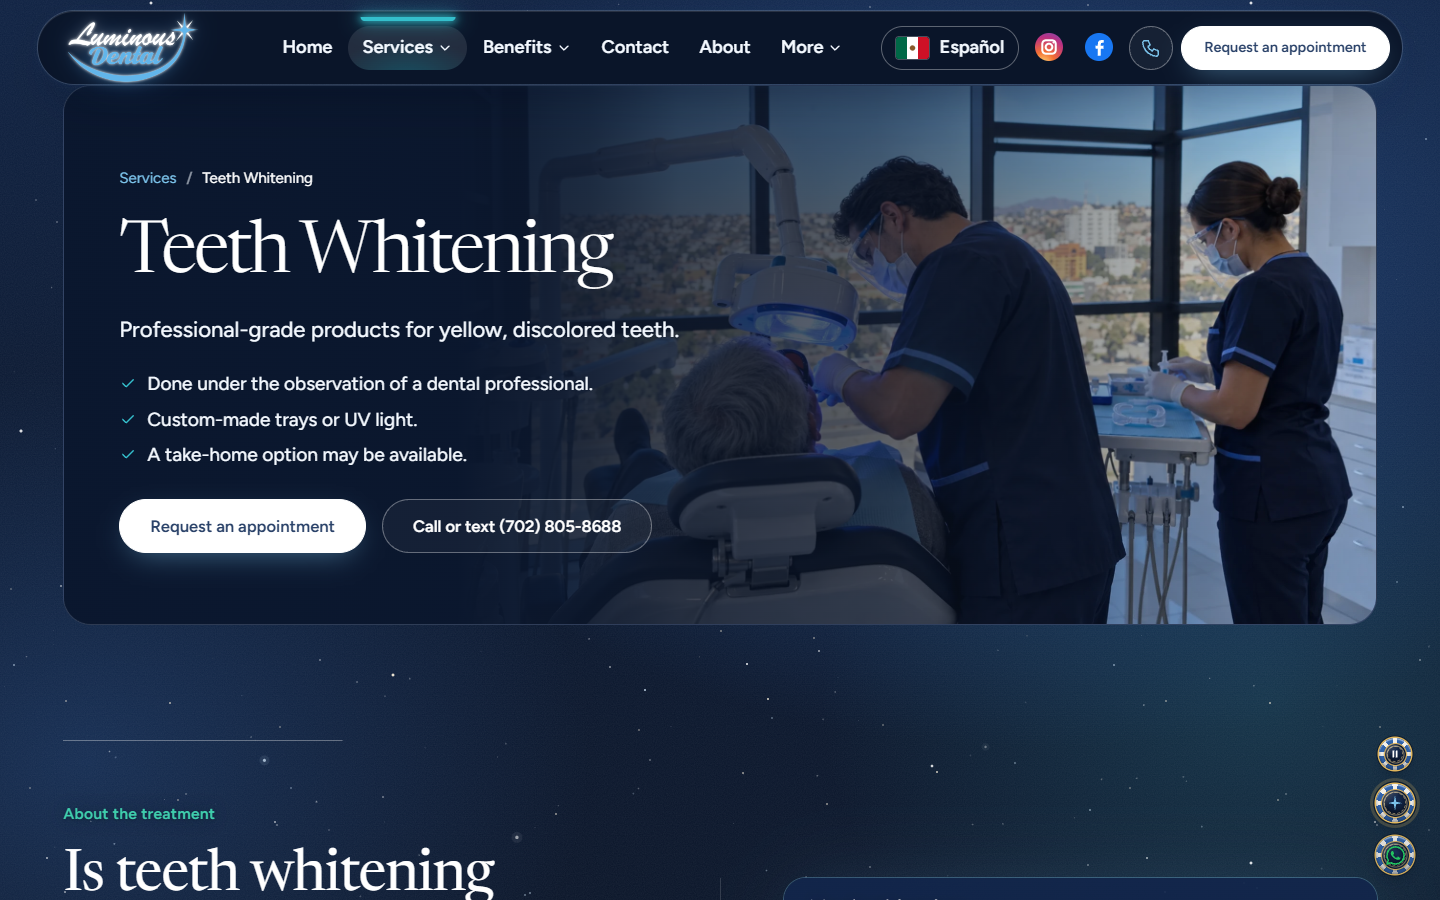 Luminous
Dental
Home
Services
Benefits
Contact
About
More
Español
Request an appointment
Services / Teeth Whitening
Teeth Whitening
Professional-grade products for yellow, discolored teeth.
Done under the observation of a dental professional.
Custom-made trays or UV light.
A take-home option may be available.
Request an appointment
Call or text (702) 805-8688
About the treatment
Is teeth whitening